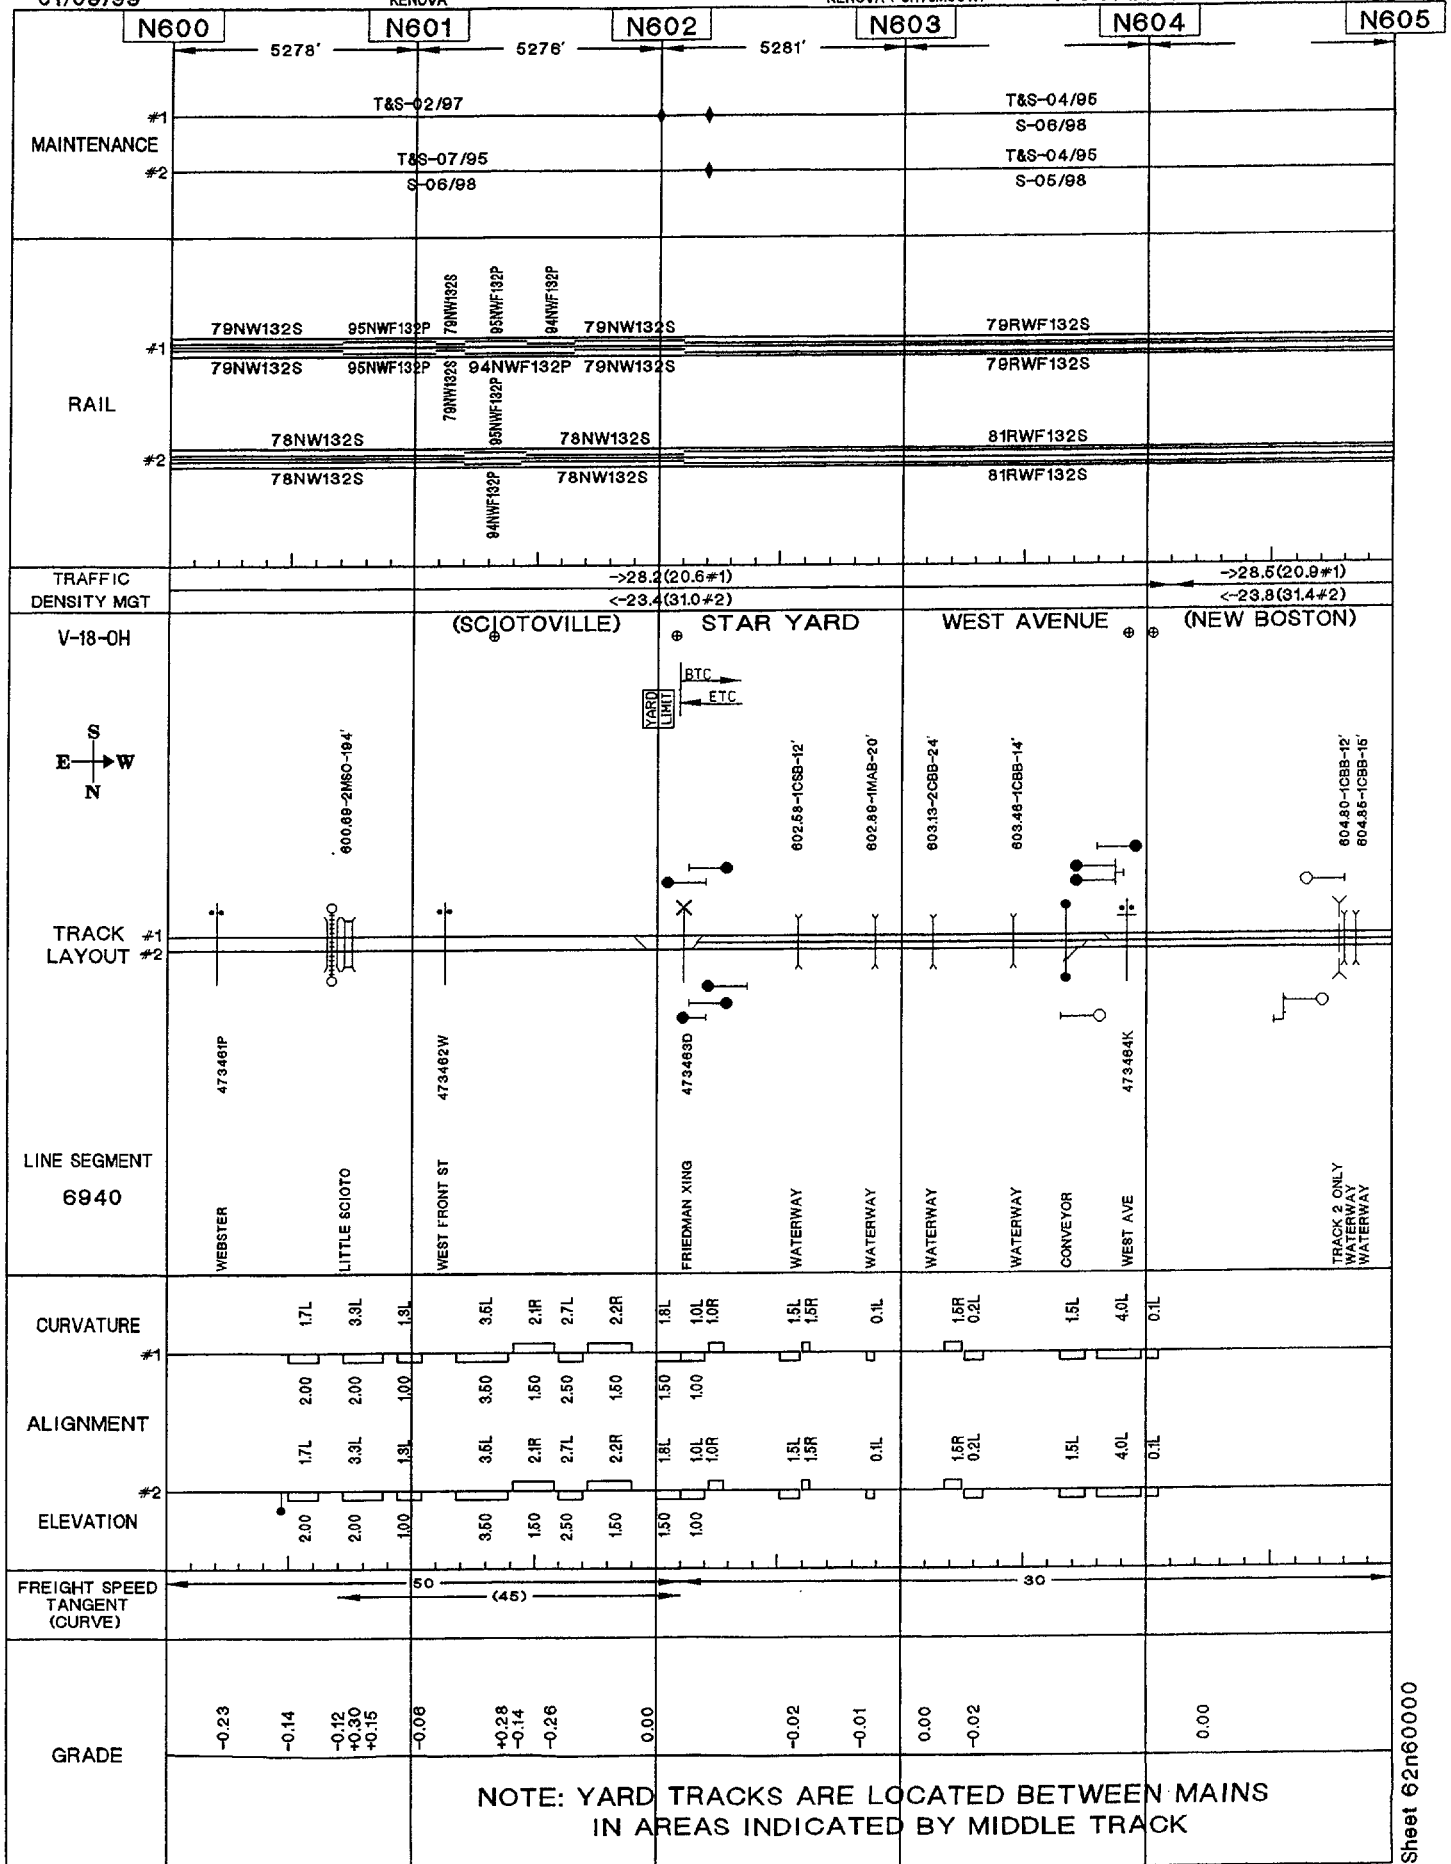 N600 N601 N602 N603 N604 N605
5278' 5276' 5281'
MAINTENANCE
#1
T&S-02/97
T&S-04/95
S-06/98
#2
T&S-07/95
S-06/98
T&S-04/95
S-05/98
RAIL
79NW132S
95NWF132P
94NWF132P
#1
79NW132S 95NWF132P 79NW132S 79RWF132S
79NW132S 95NWF132P 94NWF132P 79NW132S 79RWF132S
79NW132S
95NWF132P
#2
78NW132S 78NW132S 81RWF132S
78NW132S 78NW132S 81RWF132S
94NWF132P
TRAFFIC
DENSITY MGT
->28.2(20.6#1) ->28.5(20.9#1)
<-23.4(31.0#2) <-23.8(31.4#2)
V-18-OH
(SCIOTOVILLE) STAR YARD WEST AVENUE (NEW BOSTON)
BTC
ETC
YARD
LIMIT
S
E W
N
600.69-2MSO-194'
602.58-1CSB-12'
602.89-1MAB-20'
603.13-2CBB-24'
603.46-1CBB-14'
604.80-1CBB-12'
604.85-1CBB-15'
TRACK #1
LAYOUT #2
473461P
473462W
473463D
473464K
LINE SEGMENT
6940
WEBSTER
LITTLE SCIOTO
WEST FRONT ST
FRIEDMAN XING
WATERWAY
WATERWAY
WATERWAY
WATERWAY
CONVEYOR
WEST AVE
TRACK 2 ONLY
WATERWAY
WATERWAY
CURVATURE
1.7L 3.3L 1.3L 3.5L 2.1R 2.7L 2.2R 1.8L 1.0L 1.0R 1.5L 1.5R 0.1L 1.5R 0.2L 1.5L 4.0L 0.1L
#1
2.00 2.00 1.00 3.50 1.50 2.50 1.50 1.50 1.00
ALIGNMENT
1.7L 3.3L 1.3L 3.5L 2.1R 2.7L 2.2R 1.8L 1.0L 1.0R 1.5L 1.5R 0.1L 1.5R 0.2L 1.5L 4.0L 0.1L
#2
ELEVATION
2.00 2.00 1.00 3.50 1.50 2.50 1.50 1.50 1.00
FREIGHT SPEED
TANGENT
(CURVE)
50 30
(45)
GRADE
-0.23 -0.14 -0.12 +0.30 +0.15 -0.08 +0.28 -0.14 -0.26 0.00 -0.02 -0.01 0.00 -0.02 0.00
NOTE: YARD TRACKS ARE LOCATED BETWEEN MAINS
IN AREAS INDICATED BY MIDDLE TRACK
Sheet 62n60000